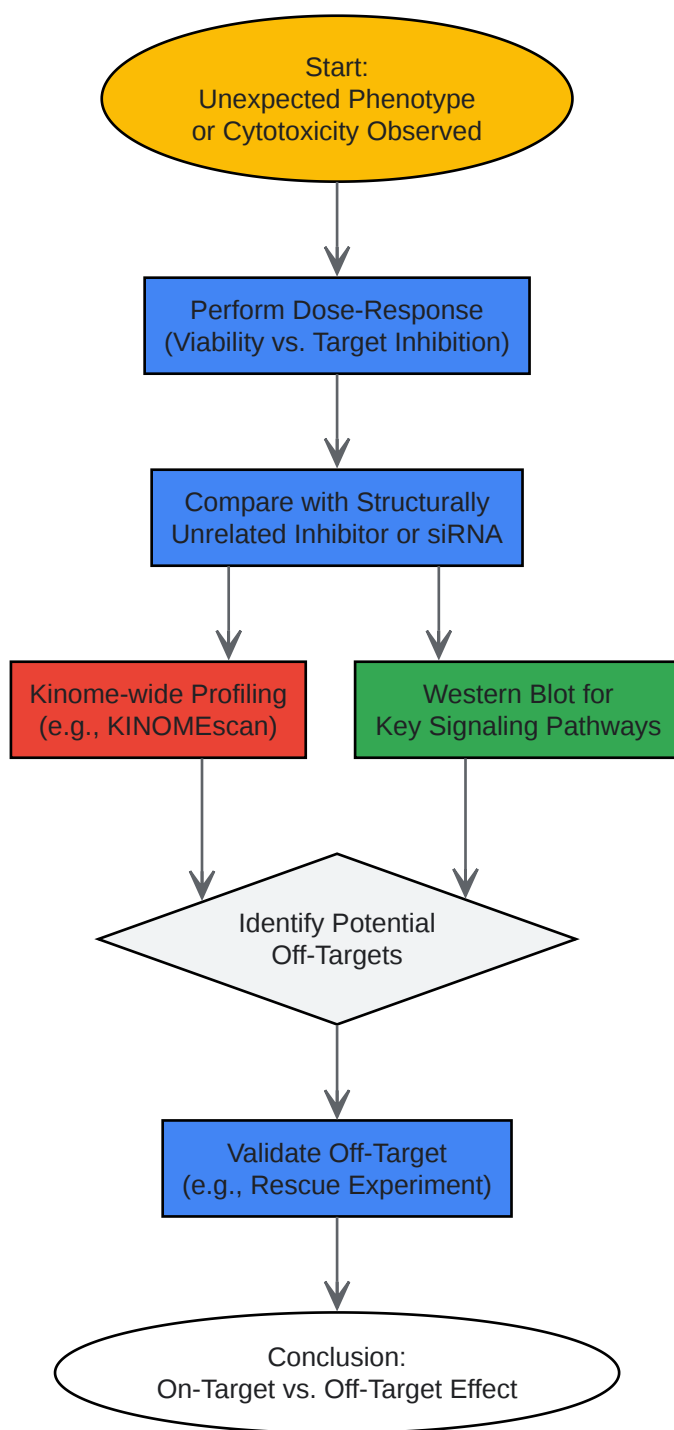 Start:
Unexpected Phenotype
or Cytotoxicity Observed
Perform Dose-Response
(Viability vs. Target Inhibition)
Compare with Structurally
Unrelated Inhibitor or siRNA
Kinome-wide Profiling
(e.g., KINOMEscan)
Western Blot for
Key Signaling Pathways
Identify Potential
Off-Targets
Validate Off-Target
(e.g., Rescue Experiment)
Conclusion:
On-Target vs. Off-Target Effect